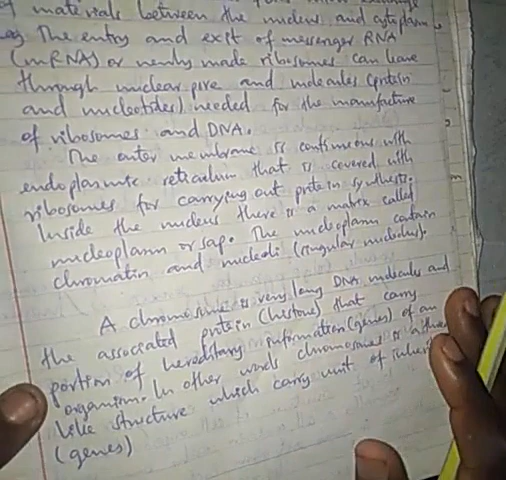 of materials between the nucleus and cytoplasm
eg The entry and exit of messenger RNA
(mRNA) or newly made ribosomes can leave
through nuclear pore and molecules (protein
and nucleotides) needed for the manufacture
of ribosomes and DNA.
The outer membrane is continuous with
endoplasmic reticulum that is covered with
ribosomes for carrying out protein synthesis.
Inside the nucleus there is a matrix called
nucleoplasm or sap. The nucleoplasm contain
chromatin and nucleoli (singular nucleolus).
A chromosome is very long DNA molecule and
the associated protein (histone) that carry
portion of hereditary information (genes) of an
organism. In other words chromosome is a
like structure which carry unit of
(genes)